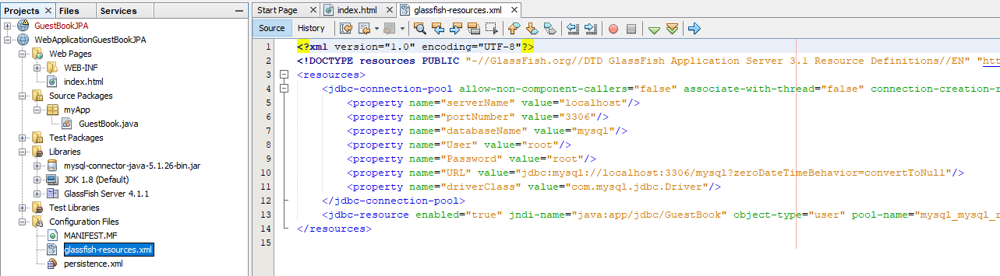 Projects Files Services
GuestBookJPA
WebApplicationGuestBookJPA
Web Pages
WEB-INF
index.html
Source Packages
myApp
GuestBook.java
Test Packages
Libraries
mysql-connector-java-5.1.26-bin.jar
JDK 1.8 (Default)
GlassFish Server 4.1.1
Test Libraries
Configuration Files
MANIFEST.MF
glassfish-resources.xml
persistence.xml
Start Page index.html glassfish-resources.xml
Source History
1 <?xml version="1.0" encoding="UTF-8"?>
2 <!DOCTYPE resources PUBLIC "-//GlassFish.org//DTD GlassFish Application Server 3.1 Resource Definitions//EN" "htt
3 <resources>
4 <jdbc-connection-pool allow-non-component-callers="false" associate-with-thread="false" connection-creation-r
5 <property name="serverName" value="localhost"/>
6 <property name="portNumber" value="3306"/>
7 <property name="databaseName" value="mysql"/>
8 <property name="User" value="root"/>
9 <property name="Password" value="root"/>
10 <property name="URL" value="jdbc:mysql://localhost:3306/mysql?zeroDateTimeBehavior=convertToNull"/>
11 <property name="driverClass" value="com.mysql.jdbc.Driver"/>
12 </jdbc-connection-pool>
13 <jdbc-resource enabled="true" jndi-name="java:app/jdbc/GuestBook" object-type="user" pool-name="mysql_mysql_r
14 </resources>
15